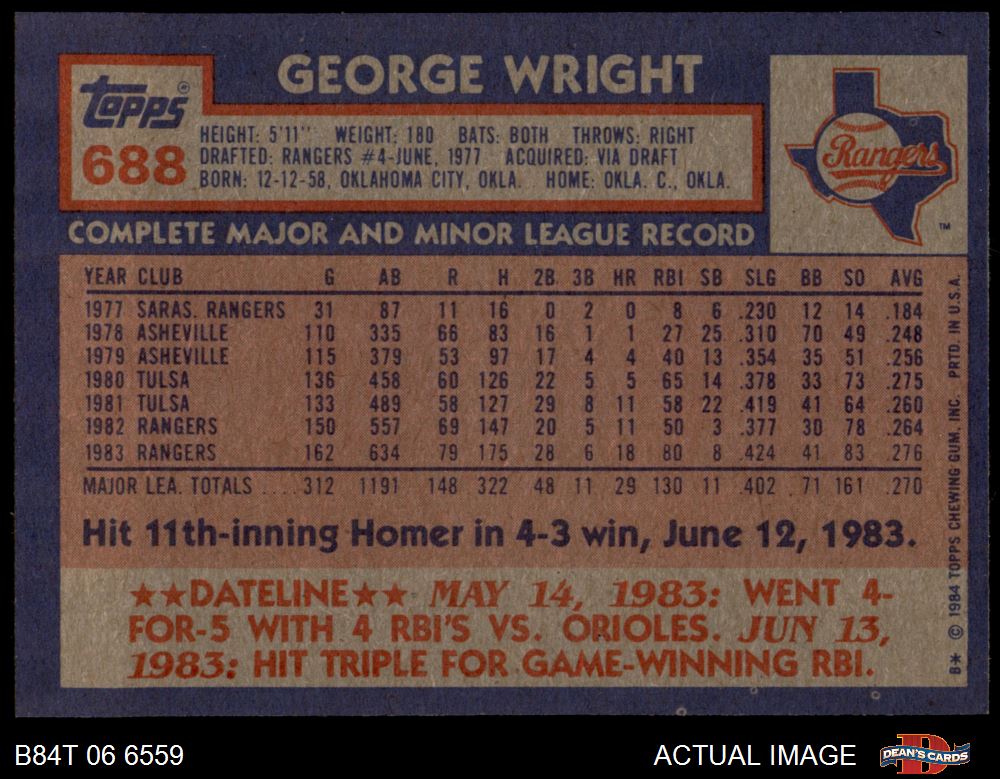 GEORGE WRIGHT
TOPPS®
688
HEIGHT: 5'11" WEIGHT: 180 BATS: BOTH THROWS: RIGHT
DRAFTED: RANGERS #4-JUNE, 1977 ACQUIRED: VIA DRAFT
BORN: 12-12-58, OKLAHOMA CITY, OKLA. HOME: OKLA. C., OKLA.
Rangers
TM
COMPLETE MAJOR AND MINOR LEAGUE RECORD
YEAR CLUB G AB R H 2B 3B HR RBI SB SLG BB SO AVG
1977 SARAS. RANGERS 31 87 11 16 0 2 0 8 6 .230 12 14 .184
1978 ASHEVILLE 110 335 66 83 16 1 1 27 25 .310 70 49 .248
1979 ASHEVILLE 115 379 53 97 17 4 4 40 13 .354 35 51 .256
1980 TULSA 136 458 60 126 22 5 5 65 14 .378 33 73 .275
1981 TULSA 133 489 58 127 29 8 11 58 22 .419 41 64 .260
1982 RANGERS 150 557 69 147 20 5 11 50 3 .377 30 78 .264
1983 RANGERS 162 634 79 175 28 6 18 80 8 .424 41 83 .276
MAJOR LEA. TOTALS .... 312 1191 148 322 48 11 29 130 11 .402 71 161 .270
Hit 11th-inning Homer in 4-3 win, June 12, 1983.
★★DATELINE★★ MAY 14, 1983: WENT 4-
FOR-5 WITH 4 RBI'S VS. ORIOLES. JUN 13,
1983: HIT TRIPLE FOR GAME-WINNING RBI.
B* © 1984 TOPPS CHEWING GUM, INC. PRTD. IN U.S.A.
B84T 06 6559
ACTUAL IMAGE
DEAN'S CARDS